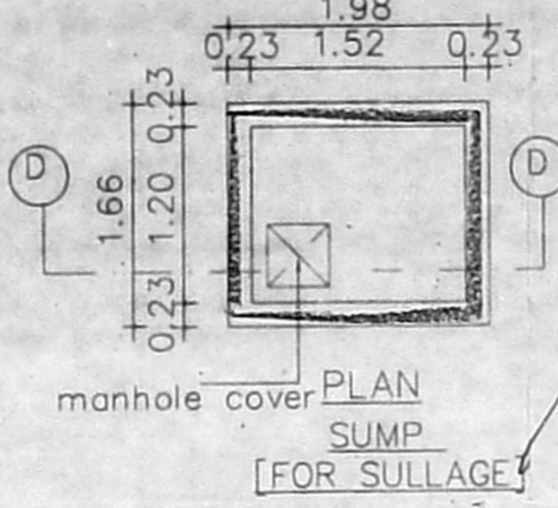 1.98
0.23 1.52 0.23
0.23
1.20
0.23
1.66
D
D
manhole cover
PLAN
SUMP
[FOR SULLAGE]